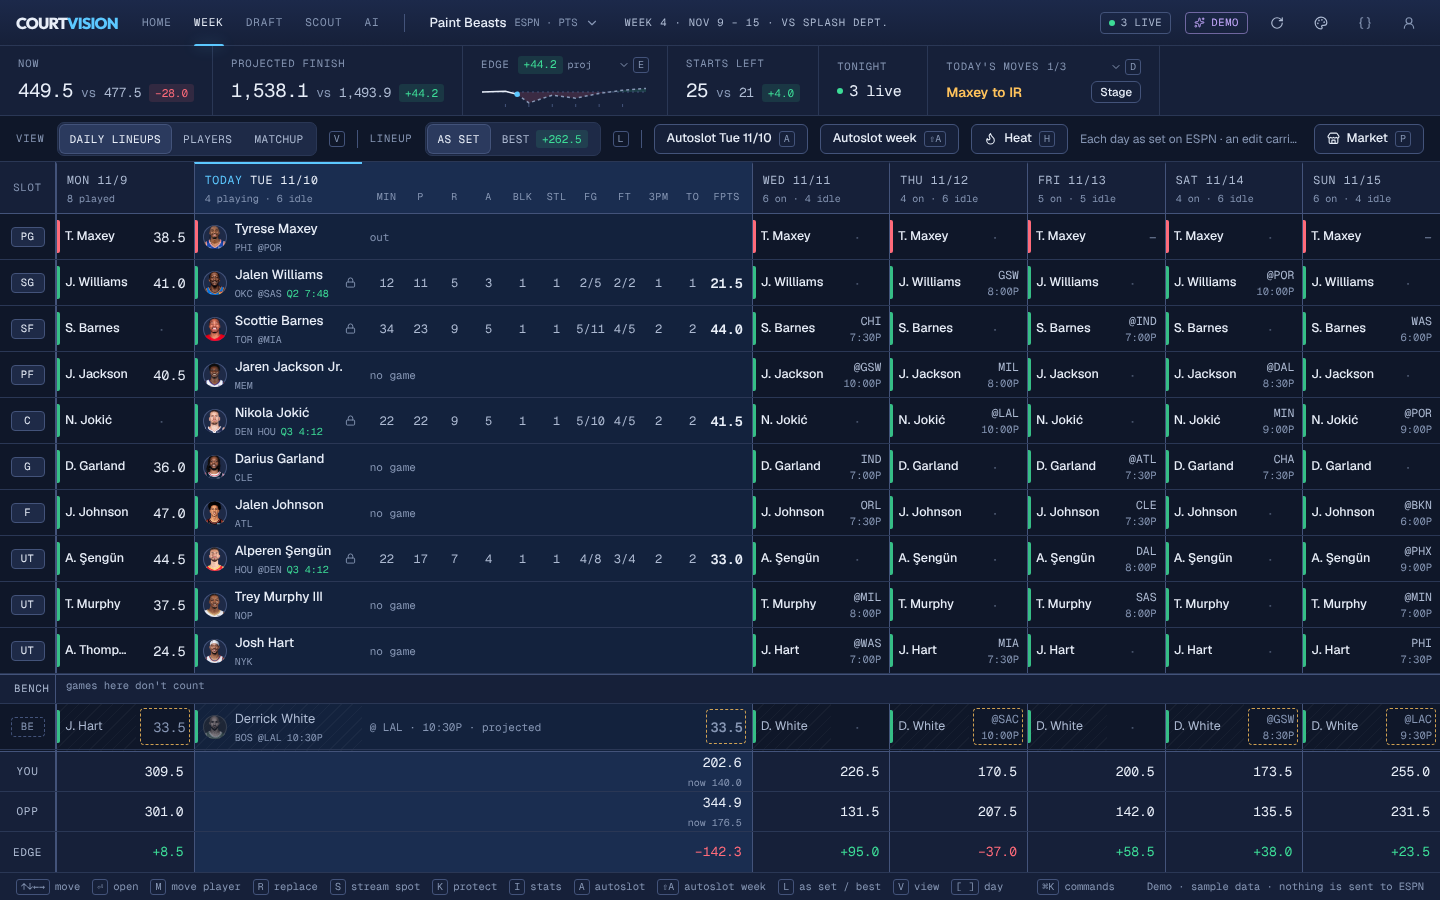 COURTVISION HOME WEEK DRAFT SCOUT AI Paint Beasts ESPN · PTS WEEK 4 · NOV 9 – 15 · VS SPLASH DEPT. 3 LIVE DEMO { }
NOW PROJECTED FINISH EDGE +44.2 proj E STARTS LEFT TONIGHT TODAY'S MOVES 1/3 D
449.5 vs 477.5 −28.0 1,538.1 vs 1,493.9 +44.2 25 vs 21 +4.0 3 live Maxey to IR Stage
VIEW DAILY LINEUPS PLAYERS MATCHUP V LINEUP AS SET BEST +262.5 L Autoslot Tue 11/10 A Autoslot week ⇧A Heat H Each day as set on ESPN · an edit carri… Market P
SLOT MON 11/9 TODAY TUE 11/10 WED 11/11 THU 11/12 FRI 11/13 SAT 11/14 SUN 11/15
8 played 4 playing · 6 idle MIN P R A BLK STL FG FT 3PM TO FPTS 6 on · 4 idle 4 on · 6 idle 5 on · 5 idle 4 on · 6 idle 6 on · 4 idle
PG T. Maxey 38.5 Tyrese Maxey out T. Maxey · T. Maxey · T. Maxey – T. Maxey · T. Maxey –
PHI @POR
SG J. Williams 41.0 Jalen Williams 12 11 5 3 1 1 2/5 2/2 1 1 21.5 J. Williams · J. Williams GSW J. Williams · J. Williams @POR J. Williams ·
OKC @SAS Q2 7:48 8:00P 10:00P
SF S. Barnes · Scottie Barnes 34 23 9 5 1 1 5/11 4/5 2 2 44.0 S. Barnes CHI S. Barnes · S. Barnes @IND S. Barnes · S. Barnes WAS
TOR @MIA 7:30P 7:00P 6:00P
PF J. Jackson 40.5 Jaren Jackson Jr. no game J. Jackson @GSW J. Jackson MIL J. Jackson · J. Jackson @DAL J. Jackson ·
MEM 10:00P 8:00P 8:30P
C N. Jokić · Nikola Jokić 22 22 9 5 1 1 5/10 4/5 2 2 41.5 N. Jokić · N. Jokić @LAL N. Jokić · N. Jokić MIN N. Jokić @POR
DEN HOU Q3 4:12 10:00P 9:00P 9:00P
G D. Garland 36.0 Darius Garland no game D. Garland IND D. Garland · D. Garland @ATL D. Garland CHA D. Garland ·
CLE 7:00P 7:30P 7:30P
F J. Johnson 47.0 Jalen Johnson no game J. Johnson ORL J. Johnson · J. Johnson CLE J. Johnson · J. Johnson @BKN
ATL 7:30P 7:30P 6:00P
UT A. Şengün 44.5 Alperen Şengün 22 17 7 4 1 1 4/8 3/4 2 2 33.0 A. Şengün · A. Şengün · A. Şengün DAL A. Şengün · A. Şengün @PHX
HOU @DEN Q3 4:12 8:00P 9:00P
UT T. Murphy 37.5 Trey Murphy III no game T. Murphy @MIL T. Murphy · T. Murphy SAS T. Murphy · T. Murphy @MIN
NOP 8:00P 8:00P 7:00P
UT A. Thomp… 24.5 Josh Hart no game J. Hart @WAS J. Hart MIA J. Hart · J. Hart · J. Hart PHI
NYK 7:00P 7:30P 7:30P
BENCH games here don't count
BE J. Hart 33.5 Derrick White @ LAL · 10:30P · projected 33.5 D. White · D. White @SAC D. White · D. White @GSW D. White @LAC
BOS @LAL 10:30P 10:00P 8:30P 9:30P
YOU 309.5 202.6 226.5 170.5 200.5 173.5 255.0
now 140.0
OPP 301.0 344.9 131.5 207.5 142.0 135.5 231.5
now 176.5
EDGE +8.5 −142.3 +95.0 −37.0 +58.5 +38.0 +23.5
↑↓←→ move ⏎ open M move player R replace S stream spot K protect I stats A autoslot ⇧A autoslot week L as set / best V view [ ] day ⌘K commands Demo · sample data · nothing is sent to ESPN